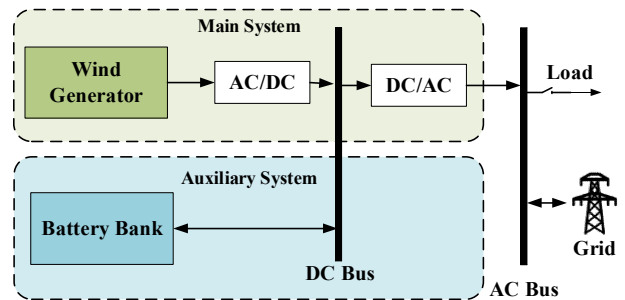 Main System
Wind
Generator
AC/DC
DC/AC
Load
Auxiliary System
Battery Bank
DC Bus
Grid
AC Bus